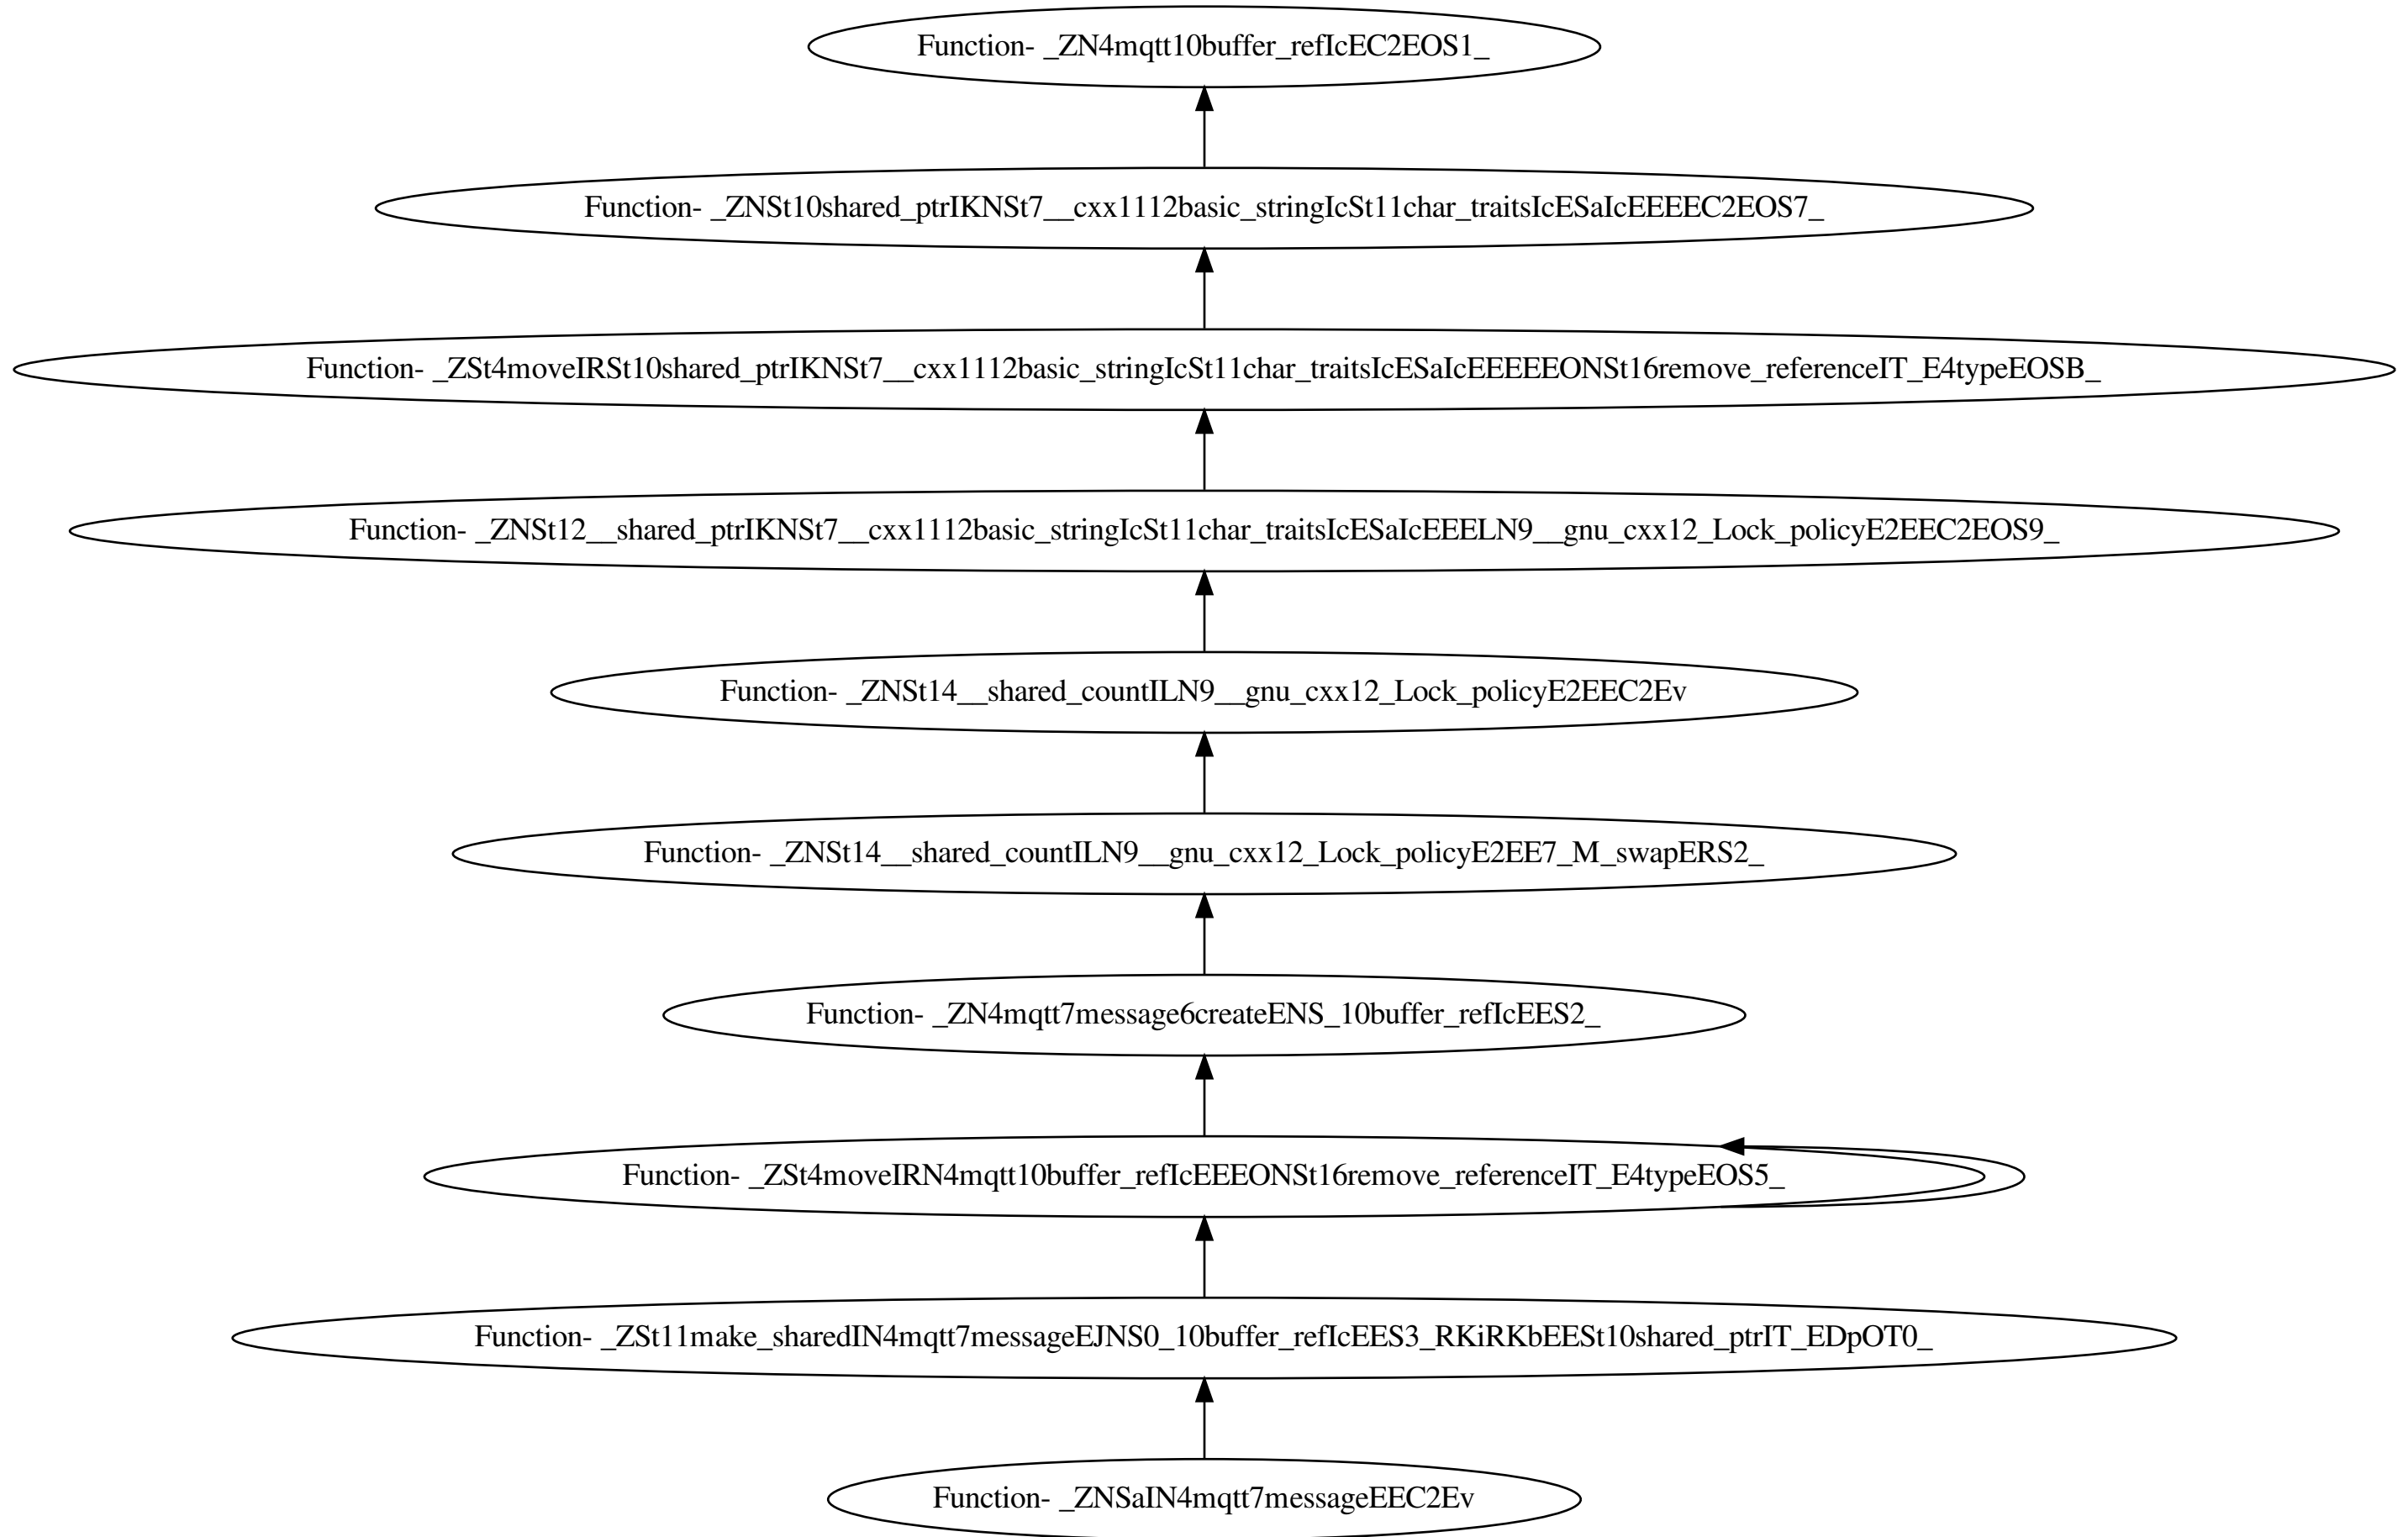 Function- _ZN4mqtt10buffer_refIcEC2EOS1_
Function- _ZNSt10shared_ptrIKNSt7__cxx1112basic_stringIcSt11char_traitsIcESaIcEEEEC2EOS7_
Function- _ZSt4moveIRSt10shared_ptrIKNSt7__cxx1112basic_stringIcSt11char_traitsIcESaIcEEEEEONSt16remove_referenceIT_E4typeEOSB_
Function- _ZNSt12__shared_ptrIKNSt7__cxx1112basic_stringIcSt11char_traitsIcESaIcEEELN9__gnu_cxx12_Lock_policyE2EEC2EOS9_
Function- _ZNSt14__shared_countILN9__gnu_cxx12_Lock_policyE2EEC2Ev
Function- _ZNSt14__shared_countILN9__gnu_cxx12_Lock_policyE2EE7_M_swapERS2_
Function- _ZN4mqtt7message6createENS_10buffer_refIcEES2_
Function- _ZSt4moveIRN4mqtt10buffer_refIcEEEONSt16remove_referenceIT_E4typeEOS5_
Function- _ZSt11make_sharedIN4mqtt7messageEJNS0_10buffer_refIcEES3_RKiRKbEESt10shared_ptrIT_EDpOT0_
Function- _ZNSaIN4mqtt7messageEEC2Ev